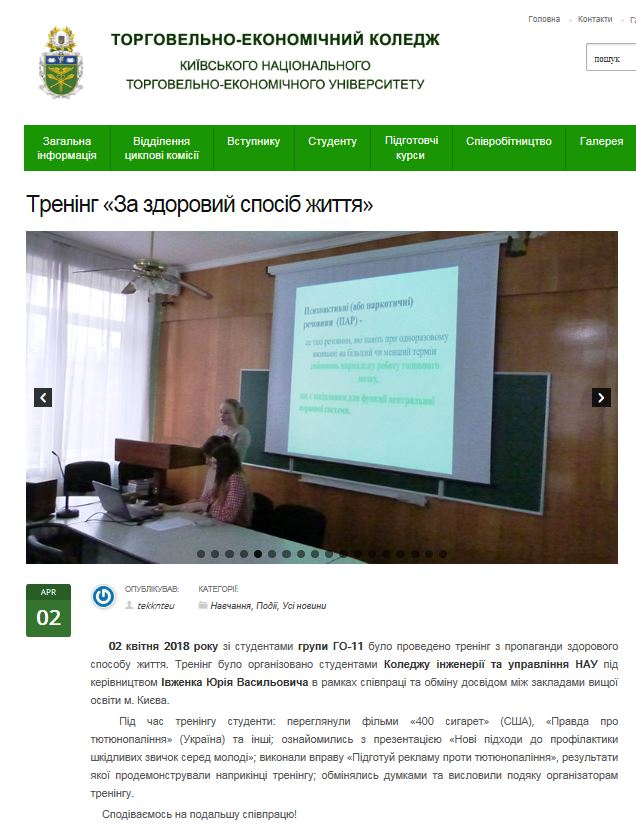 Головна
Контакти
ТОРГОВЕЛЬНО-ЕКОНОМІЧНИЙ КОЛЕДЖ
КИЇВСЬКОГО НАЦІОНАЛЬНОГО
ТОРГОВЕЛЬНО-ЕКОНОМІЧНОГО УНІВЕРСИТЕТУ
пошук
Загальна інформація
Відділення циклові комісії
Вступнику
Студенту
Підготовчі курси
Співробітництво
Галерея
Тренінг «За здоровий спосіб життя»
Психоактивні (або наркотичні)
речовини (ПАР) -
це такі речовини, які навіть при одноразовому
вживанні на більший чи менший термін
змінюють нормальну роботу головного
мозку,
що є шкідливим для функції центральної
нервової системи.
APR
02
ОПУБЛІКУВАВ:
tekknteu
КАТЕГОРІЇ:
Навчання, Події, Усі новини
02 квітня 2018 року зі студентами групи ГО-11 було проведено тренінг з пропаганди здорового
способу життя. Тренінг було організовано студентами Коледжу інженерії та управління НАУ під
керівництвом Івженка Юрія Васильовича в рамках співпраці та обміну досвідом між закладами вищої
освіти м. Києва.
Під час тренінгу студенти: переглянули фільми «400 сигарет» (США), «Правда про
тютюнопаління» (Україна) та інші; ознайомились з презентацією «Нові підходи до профілактики
шкідливих звичок серед молоді»; виконали вправу «Підготуй рекламу проти тютюнопаління», результати
якої продемонстрували наприкінці тренінгу; обмінялись думками та висловили подяку організаторам
тренінгу.
Сподіваємось на подальшу співпрацю!